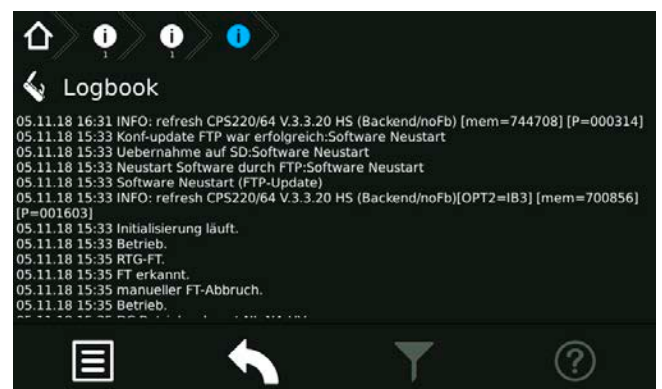 1
1
Logbook
05.11.18 16:31 INFO: refresh CPS220/64 V.3.3.20 HS (Backend/noFb) [mem=744708] [P=000314]
05.11.18 15:33 Konf-update FTP war erfolgreich:Software Neustart
05.11.18 15:33 Uebernahme auf SD:Software Neustart
05.11.18 15:33 Neustart Software durch FTP:Software Neustart
05.11.18 15:33 Software Neustart (FTP-Update)
05.11.18 15:33 INFO: refresh CPS220/64 V.3.3.20 HS (Backend/noFb)[OPT2=IB3] [mem=700856]
[P=001603]
05.11.18 15:33 Initialisierung läuft.
05.11.18 15:33 Betrieb.
05.11.18 15:35 RTG-FT.
05.11.18 15:35 FT erkannt.
05.11.18 15:35 manueller FT-Abbruch.
05.11.18 15:35 Betrieb.